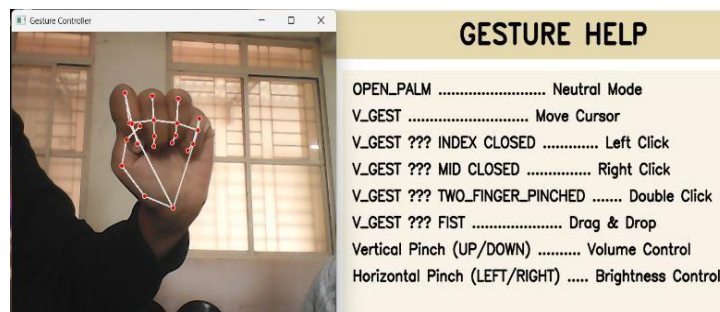 Gesture Controller
GESTURE HELP
OPEN_PALM .......................... Neutral Mode
V_GEST ............................. Move Cursor
V_GEST ??? INDEX CLOSED ............. Left Click
V_GEST ??? MID CLOSED ............... Right Click
V_GEST ??? TWO_FINGER_PINCHED ....... Double Click
V_GEST ??? FIST ...................... Drag & Drop
Vertical Pinch (UP/DOWN) .......... Volume Control
Horizontal Pinch (LEFT/RIGHT) ..... Brightness Control